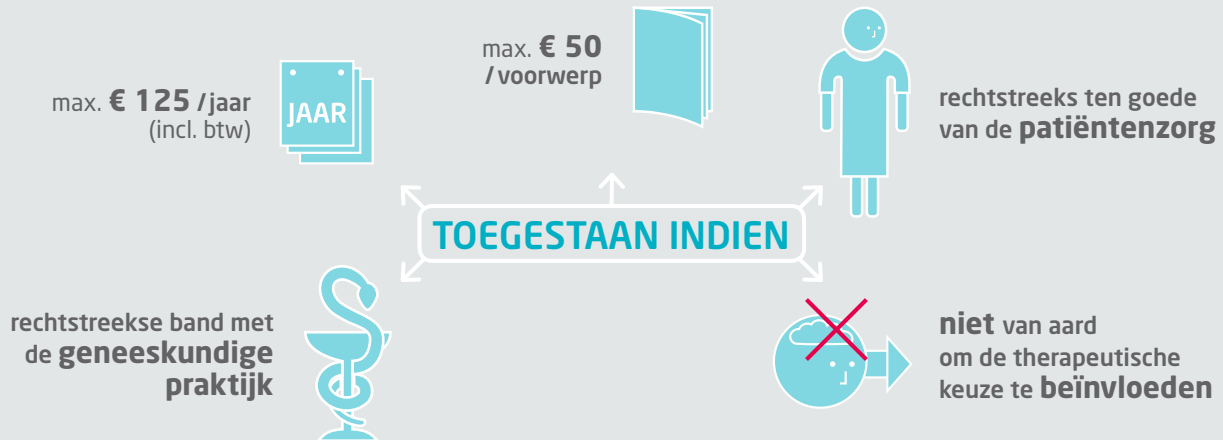 max. € 50
/ voorwerp
max. € 125 / jaar
(incl. btw)
JAAR
rechtstreeks ten goede
van de patiëntenzorg
TOEGESTAAN INDIEN
rechtstreekse band met
de geneeskundige
praktijk
niet van aard
om de therapeutische
keuze te beïnvloeden